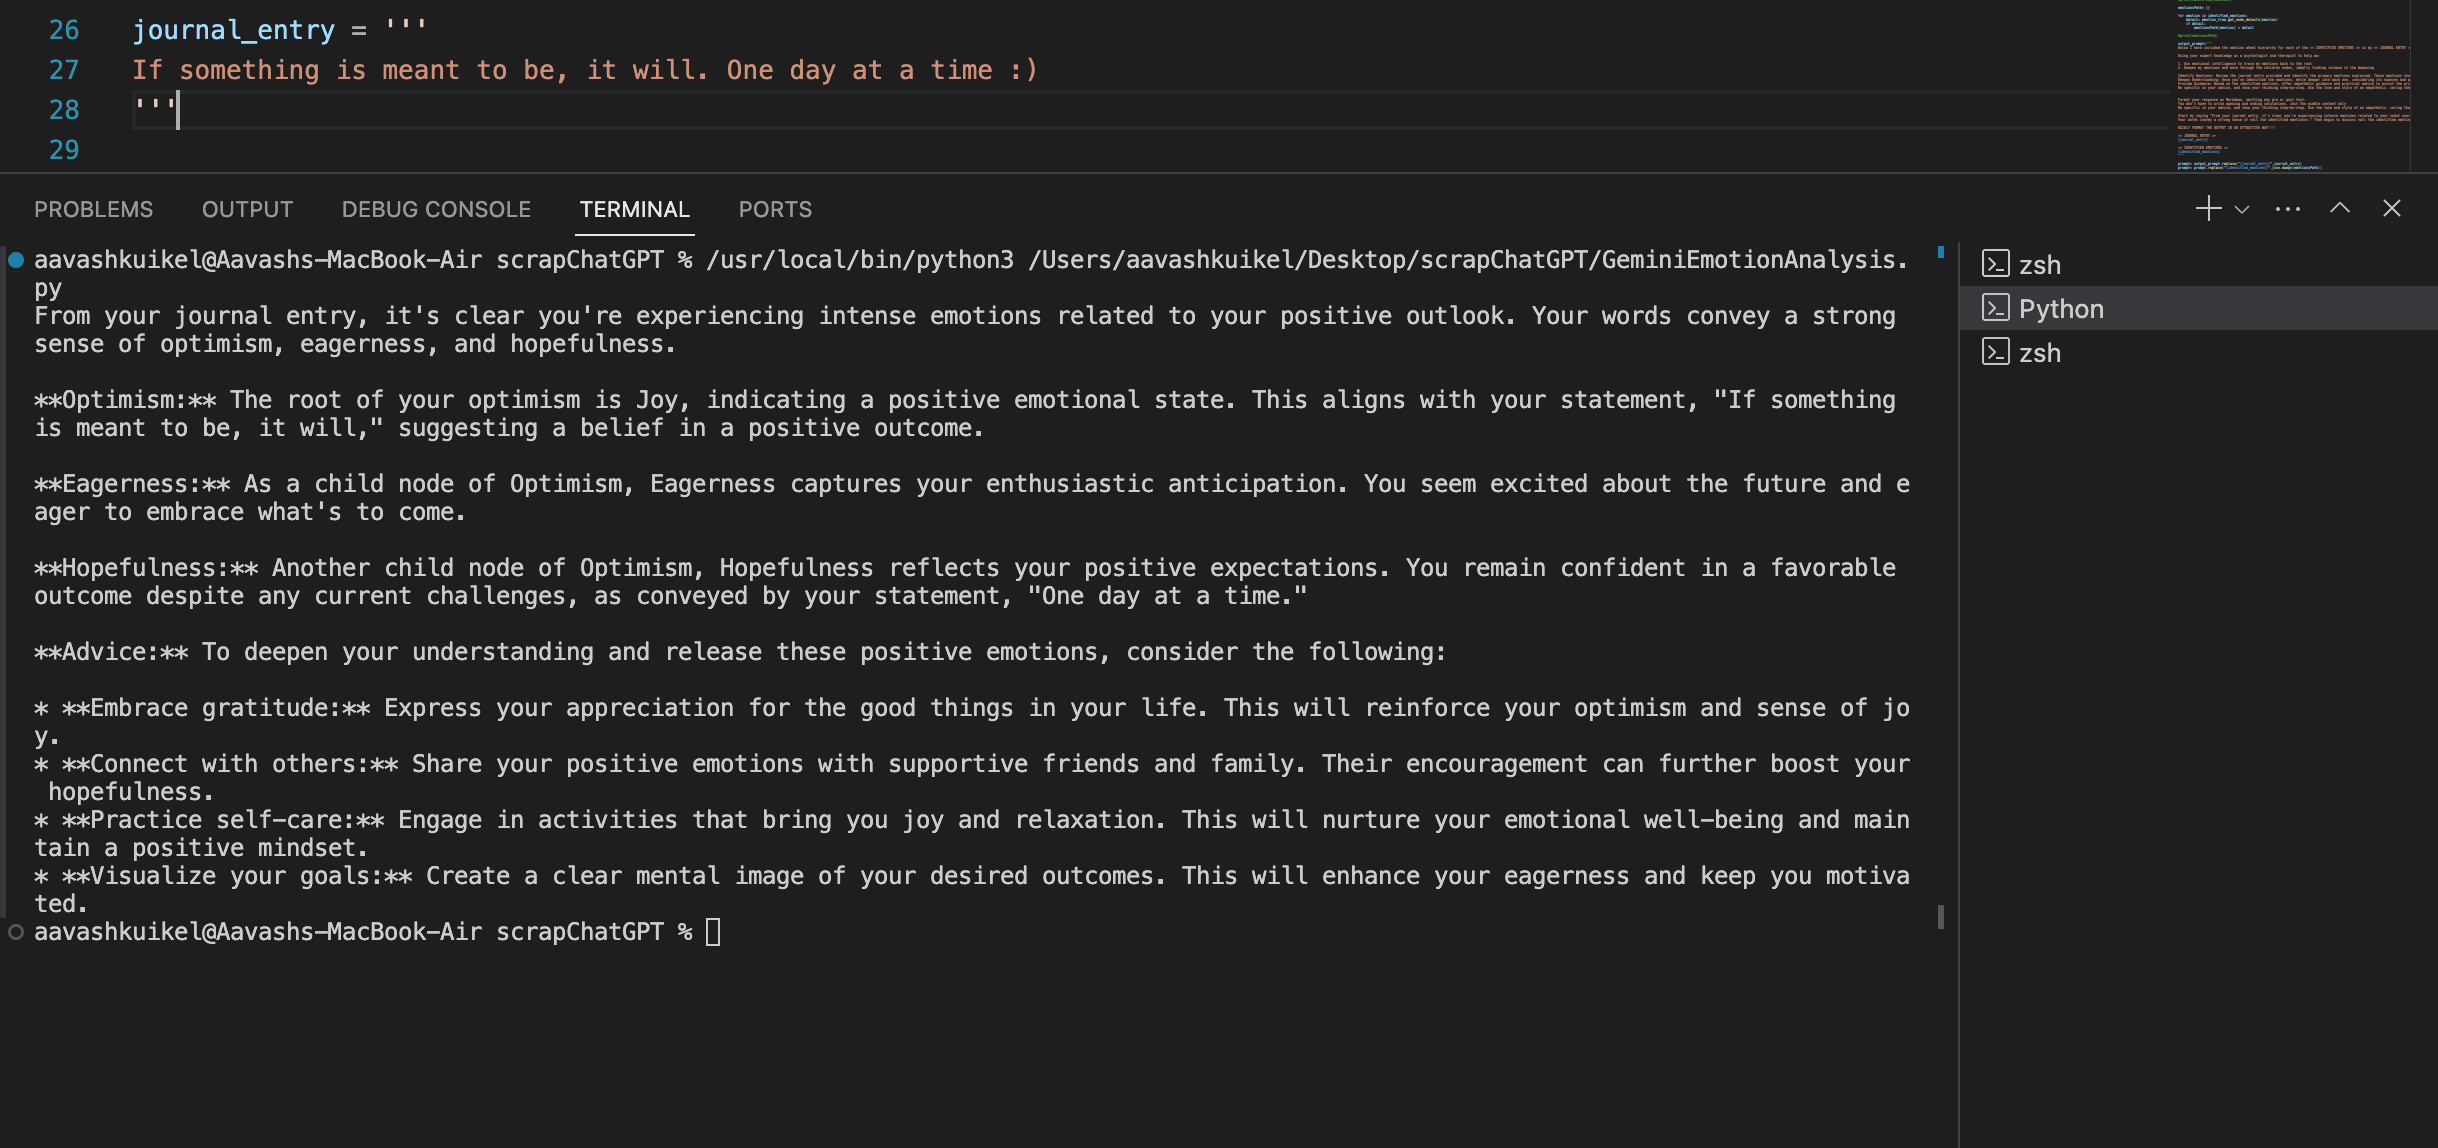 26 journal_entry = '''
27 If something is meant to be, it will. One day at a time :)
28 '''
29
PROBLEMS OUTPUT DEBUG CONSOLE TERMINAL PORTS
aavashkuikel@Aavashs-MacBook-Air scrapChatGPT % /usr/local/bin/python3 /Users/aavashkuikel/Desktop/scrapChatGPT/GeminiEmotionAnalysis.
py
From your journal entry, it's clear you're experiencing intense emotions related to your positive outlook. Your words convey a strong
sense of optimism, eagerness, and hopefulness.
**Optimism:** The root of your optimism is Joy, indicating a positive emotional state. This aligns with your statement, "If something
is meant to be, it will," suggesting a belief in a positive outcome.
**Eagerness:** As a child node of Optimism, Eagerness captures your enthusiastic anticipation. You seem excited about the future and e
ager to embrace what's to come.
**Hopefulness:** Another child node of Optimism, Hopefulness reflects your positive expectations. You remain confident in a favorable
outcome despite any current challenges, as conveyed by your statement, "One day at a time."
**Advice:** To deepen your understanding and release these positive emotions, consider the following:
* **Embrace gratitude:** Express your appreciation for the good things in your life. This will reinforce your optimism and sense of jo
y.
* **Connect with others:** Share your positive emotions with supportive friends and family. Their encouragement can further boost your
hopefulness.
* **Practice self-care:** Engage in activities that bring you joy and relaxation. This will nurture your emotional well-being and main
tain a positive mindset.
* **Visualize your goals:** Create a clear mental image of your desired outcomes. This will enhance your eagerness and keep you motiva
ted.
aavashkuikel@Aavashs-MacBook-Air scrapChatGPT %
zsh
Python
zsh